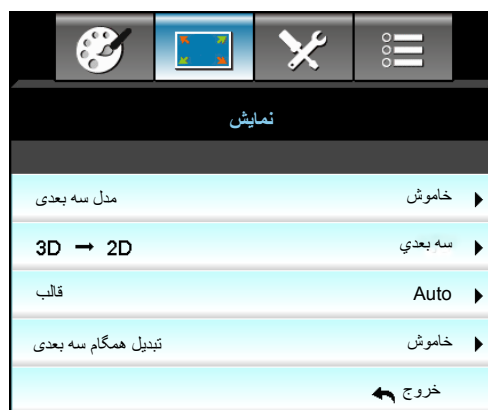 نمایش
مدل سه بعدی خاموش
3D → 2D سه بعدي
قالب Auto
تبدیل همگام سه بعدی خاموش
خروج